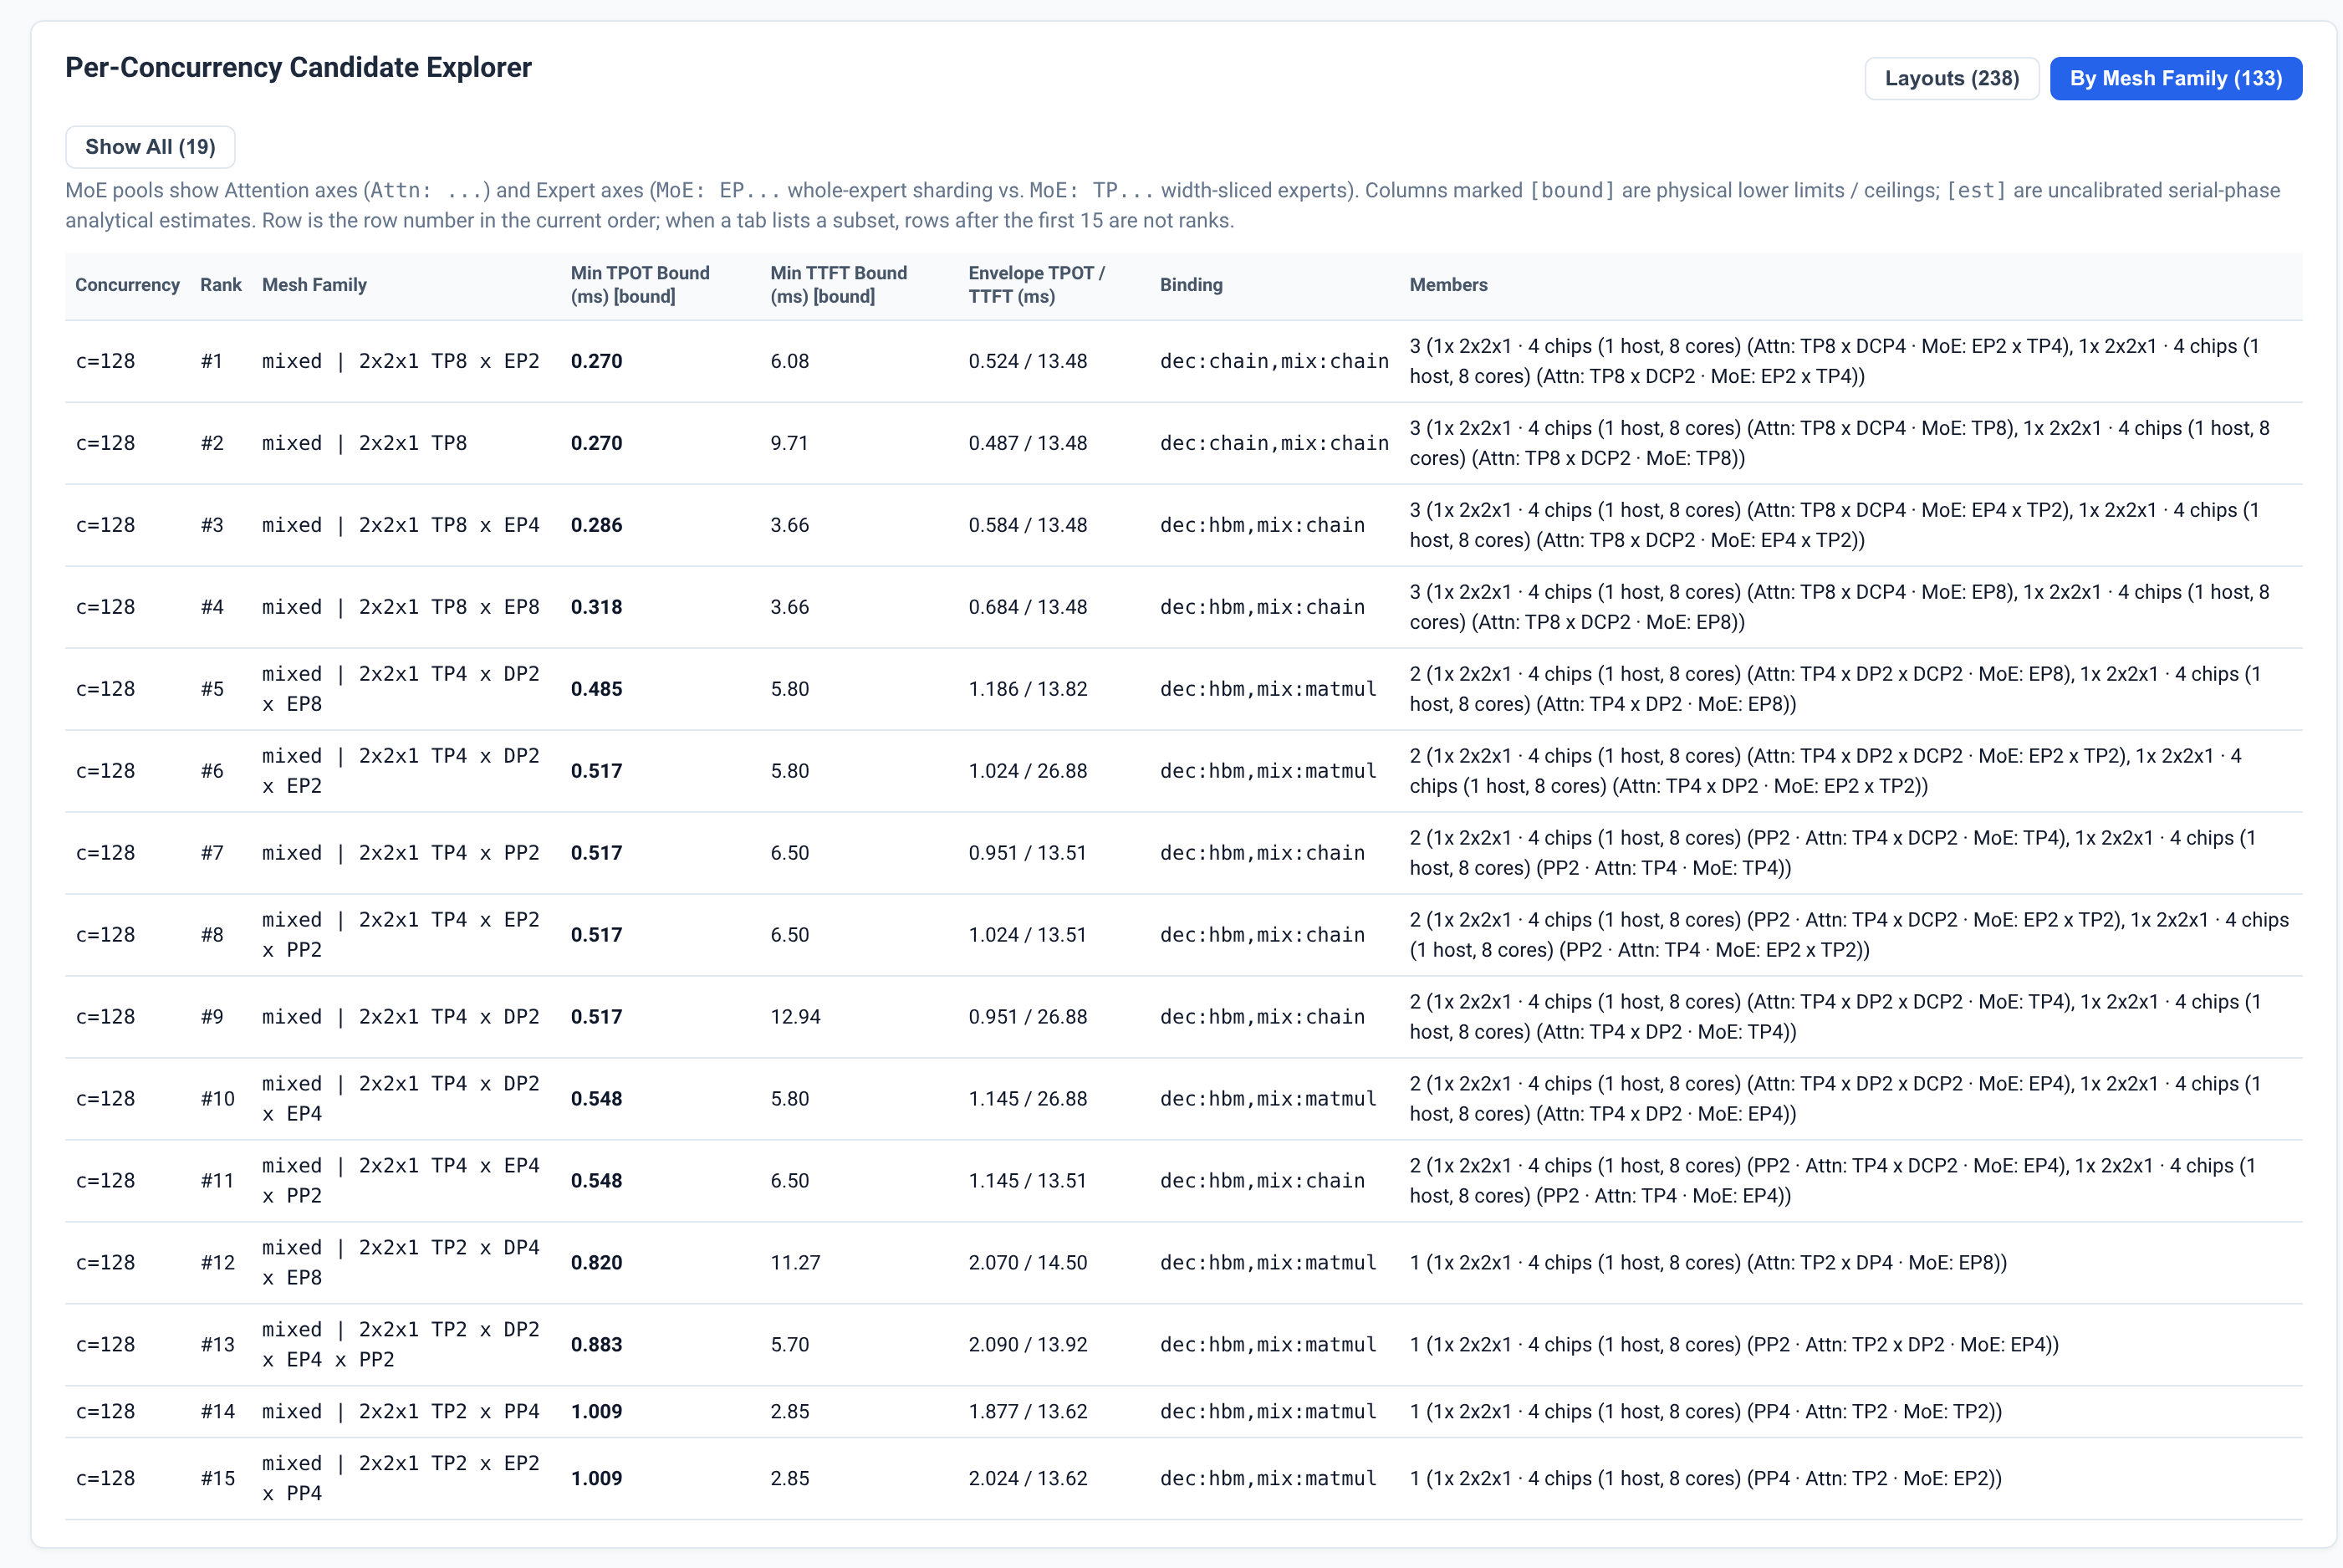 Per-Concurrency Candidate Explorer
Layouts (238)
By Mesh Family (133)
Show All (19)
MoE pools show Attention axes (Attn: ...) and Expert axes (MoE: EP... whole-expert sharding vs. MoE: TP... width-sliced experts). Columns marked [bound] are physical lower limits / ceilings; [est] are uncalibrated serial-phase
analytical estimates. Row is the row number in the current order; when a tab lists a subset, rows after the first 15 are not ranks.
Concurrency Rank Mesh Family Min TPOT Bound (ms) [bound] Min TTFT Bound (ms) [bound] Envelope TPOT / TTFT (ms) Binding Members
c=128 #1 mixed | 2x2x1 TP8 x EP2 0.270 6.08 0.524 / 13.48 dec:chain,mix:chain 3 (1x 2x2x1 · 4 chips (1 host, 8 cores) (Attn: TP8 x DCP4 · MoE: EP2 x TP4), 1x 2x2x1 · 4 chips (1
host, 8 cores) (Attn: TP8 x DCP2 · MoE: EP2 x TP4))
c=128 #2 mixed | 2x2x1 TP8 0.270 9.71 0.487 / 13.48 dec:chain,mix:chain 3 (1x 2x2x1 · 4 chips (1 host, 8 cores) (Attn: TP8 x DCP4 · MoE: TP8), 1x 2x2x1 · 4 chips (1 host, 8
cores) (Attn: TP8 x DCP2 · MoE: TP8))
c=128 #3 mixed | 2x2x1 TP8 x EP4 0.286 3.66 0.584 / 13.48 dec:hbm,mix:chain 3 (1x 2x2x1 · 4 chips (1 host, 8 cores) (Attn: TP8 x DCP4 · MoE: EP4 x TP2), 1x 2x2x1 · 4 chips (1
host, 8 cores) (Attn: TP8 x DCP2 · MoE: EP4 x TP2))
c=128 #4 mixed | 2x2x1 TP8 x EP8 0.318 3.66 0.684 / 13.48 dec:hbm,mix:chain 3 (1x 2x2x1 · 4 chips (1 host, 8 cores) (Attn: TP8 x DCP4 · MoE: EP8), 1x 2x2x1 · 4 chips (1 host, 8
cores) (Attn: TP8 x DCP2 · MoE: EP8))
c=128 #5 mixed | 2x2x1 TP4 x DP2 x EP8 0.485 5.80 1.186 / 13.82 dec:hbm,mix:matmul 2 (1x 2x2x1 · 4 chips (1 host, 8 cores) (Attn: TP4 x DP2 x DCP2 · MoE: EP8), 1x 2x2x1 · 4 chips (1
host, 8 cores) (Attn: TP4 x DP2 · MoE: EP8))
c=128 #6 mixed | 2x2x1 TP4 x DP2 x EP2 0.517 5.80 1.024 / 26.88 dec:hbm,mix:matmul 2 (1x 2x2x1 · 4 chips (1 host, 8 cores) (Attn: TP4 x DP2 x DCP2 · MoE: EP2 x TP2), 1x 2x2x1 · 4
chips (1 host, 8 cores) (Attn: TP4 x DP2 · MoE: EP2 x TP2))
c=128 #7 mixed | 2x2x1 TP4 x PP2 0.517 6.50 0.951 / 13.51 dec:hbm,mix:chain 2 (1x 2x2x1 · 4 chips (1 host, 8 cores) (PP2 · Attn: TP4 x DCP2 · MoE: TP4), 1x 2x2x1 · 4 chips (1
host, 8 cores) (PP2 · Attn: TP4 · MoE: TP4))
c=128 #8 mixed | 2x2x1 TP4 x EP2 x PP2 0.517 6.50 1.024 / 13.51 dec:hbm,mix:chain 2 (1x 2x2x1 · 4 chips (1 host, 8 cores) (PP2 · Attn: TP4 x DCP2 · MoE: EP2 x TP2), 1x 2x2x1 · 4 chips
(1 host, 8 cores) (PP2 · Attn: TP4 · MoE: EP2 x TP2))
c=128 #9 mixed | 2x2x1 TP4 x DP2 0.517 12.94 0.951 / 26.88 dec:hbm,mix:chain 2 (1x 2x2x1 · 4 chips (1 host, 8 cores) (Attn: TP4 x DP2 x DCP2 · MoE: TP4), 1x 2x2x1 · 4 chips (1
host, 8 cores) (Attn: TP4 x DP2 · MoE: TP4))
c=128 #10 mixed | 2x2x1 TP4 x DP2 x EP4 0.548 5.80 1.145 / 26.88 dec:hbm,mix:matmul 2 (1x 2x2x1 · 4 chips (1 host, 8 cores) (Attn: TP4 x DP2 x DCP2 · MoE: EP4), 1x 2x2x1 · 4 chips (1
host, 8 cores) (Attn: TP4 x DP2 · MoE: EP4))
c=128 #11 mixed | 2x2x1 TP4 x EP4 x PP2 0.548 6.50 1.145 / 13.51 dec:hbm,mix:chain 2 (1x 2x2x1 · 4 chips (1 host, 8 cores) (PP2 · Attn: TP4 x DCP2 · MoE: EP4), 1x 2x2x1 · 4 chips (1
host, 8 cores) (PP2 · Attn: TP4 · MoE: EP4))
c=128 #12 mixed | 2x2x1 TP2 x DP4 x EP8 0.820 11.27 2.070 / 14.50 dec:hbm,mix:matmul 1 (1x 2x2x1 · 4 chips (1 host, 8 cores) (Attn: TP2 x DP4 · MoE: EP8))
c=128 #13 mixed | 2x2x1 TP2 x DP2 x EP4 x PP2 0.883 5.70 2.090 / 13.92 dec:hbm,mix:matmul 1 (1x 2x2x1 · 4 chips (1 host, 8 cores) (PP2 · Attn: TP2 x DP2 · MoE: EP4))
c=128 #14 mixed | 2x2x1 TP2 x PP4 1.009 2.85 1.877 / 13.62 dec:hbm,mix:matmul 1 (1x 2x2x1 · 4 chips (1 host, 8 cores) (PP4 · Attn: TP2 · MoE: TP2))
c=128 #15 mixed | 2x2x1 TP2 x EP2 x PP4 1.009 2.85 2.024 / 13.62 dec:hbm,mix:matmul 1 (1x 2x2x1 · 4 chips (1 host, 8 cores) (PP4 · Attn: TP2 · MoE: EP2))